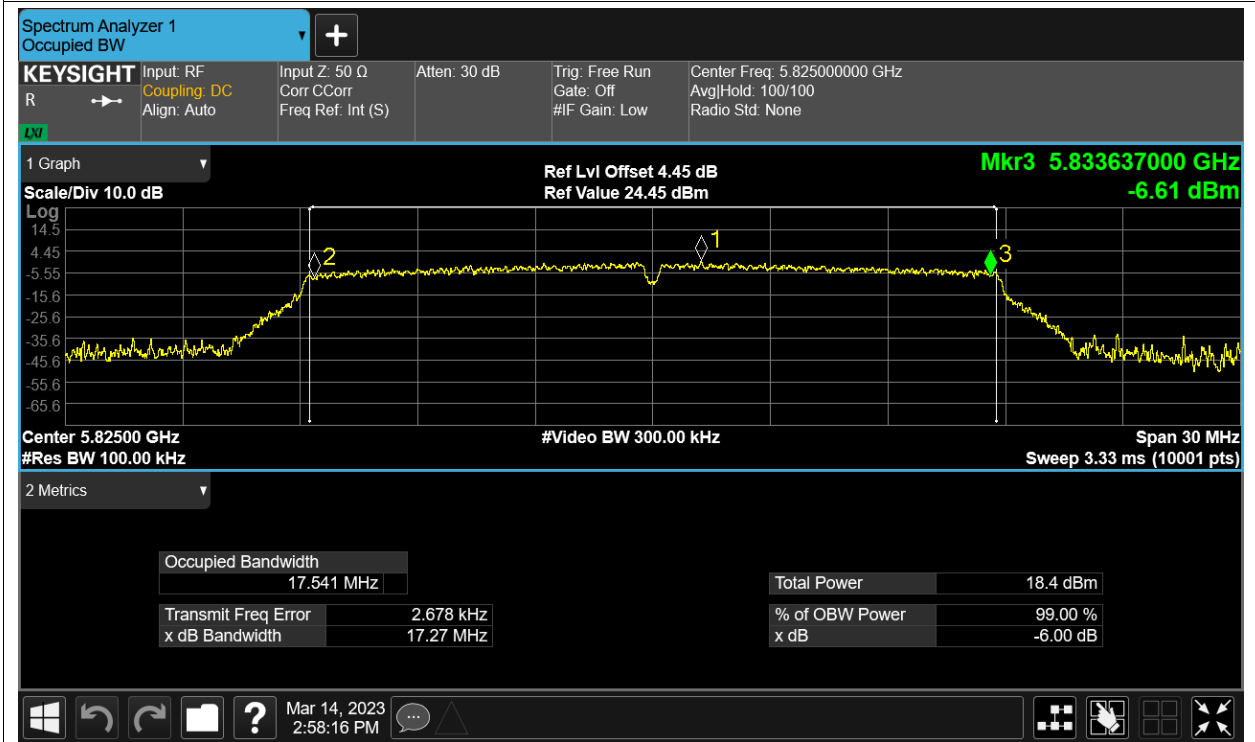 Spectrum Analyzer 1
Occupied BW
KEYSIGHT
R
LXI
Input: RF
Coupling: DC
Align: Auto
Input Z: 50 Ω
Corr CCorr
Freq Ref: Int (S)
Atten: 30 dB
Trig: Free Run
Gate: Off
#IF Gain: Low
Center Freq: 5.825000000 GHz
Avg|Hold: 100/100
Radio Std: None
1 Graph
Scale/Div 10.0 dB
Ref Lvl Offset 4.45 dB
Ref Value 24.45 dBm
Mkr3 5.833637000 GHz
-6.61 dBm
Log
14.5
4.45
-5.55
-15.6
-25.6
-35.6
-45.6
-55.6
-65.6
2
1
3
Center 5.82500 GHz
#Video BW 300.00 kHz
Span 30 MHz
#Res BW 100.00 kHz
Sweep 3.33 ms (10001 pts)
2 Metrics
Occupied Bandwidth
17.541 MHz
Transmit Freq Error 2.678 kHz
x dB Bandwidth 17.27 MHz
Total Power 18.4 dBm
% of OBW Power 99.00 %
x dB -6.00 dB
?
Mar 14, 2023
2:58:16 PM